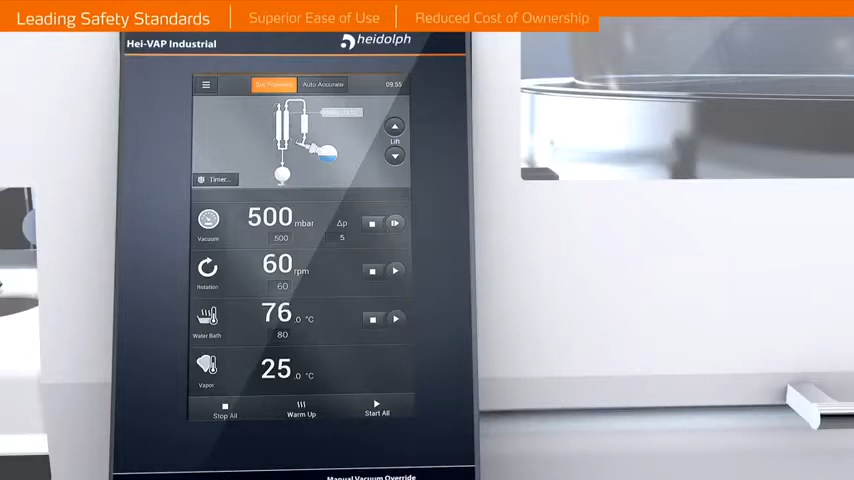 Leading Safety Standards
Superior Ease of Use
Reduced Cost of Ownership
Hei-VAP Industrial
heidolph
Auto Accurate
09:55
Lift
Timer...
500 mbar
Δp
Vacuum
500
5
60 rpm
Rotation
60
76.0 °C
Water Bath
80
25.0 °C
Vapor
Stop All
Warm Up
Start All
Manual Vacuum Override